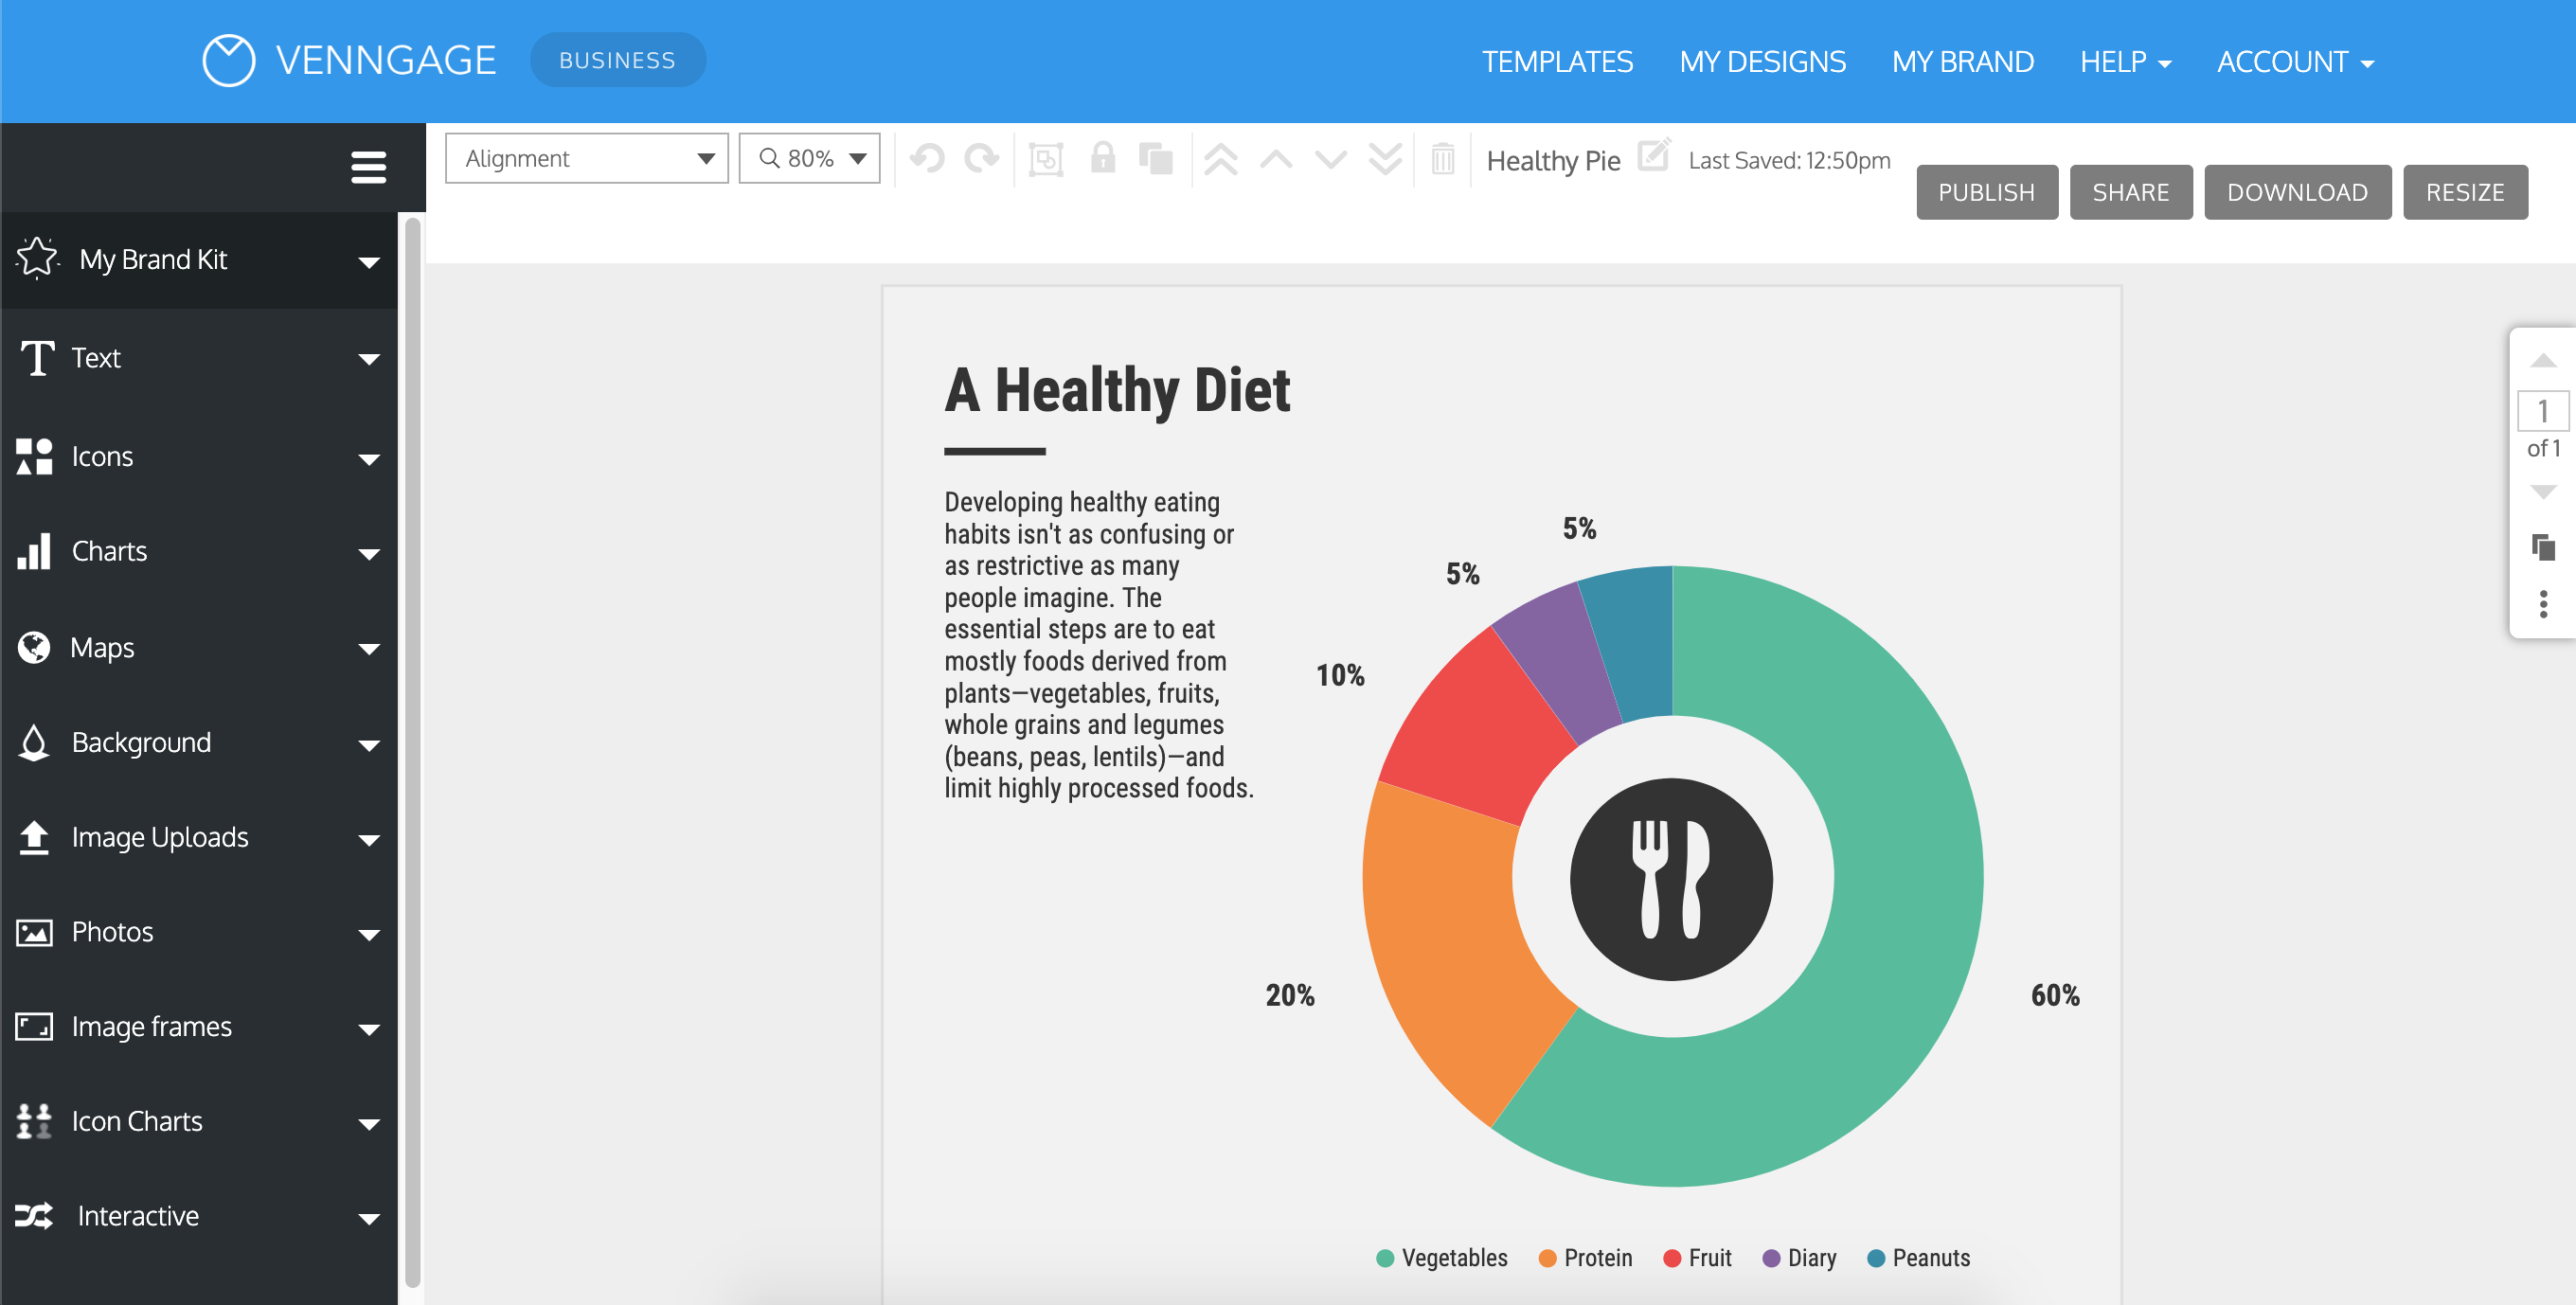 VENNGAGE
BUSINESS
TEMPLATES
MY DESIGNS
MY BRAND
HELP
ACCOUNT
Alignment
80%
Healthy Pie
Last Saved: 12:50pm
PUBLISH
SHARE
DOWNLOAD
RESIZE
My Brand Kit
Text
Icons
Charts
Maps
Background
Image Uploads
Photos
Image frames
Icon Charts
Interactive
A Healthy Diet
Developing healthy eating
habits isn't as confusing or
as restrictive as many
people imagine. The
essential steps are to eat
mostly foods derived from
plants—vegetables, fruits,
whole grains and legumes
(beans, peas, lentils)—and
limit highly processed foods.
5%
5%
10%
20%
60%
Vegetables
Protein
Fruit
Diary
Peanuts
1
of 1